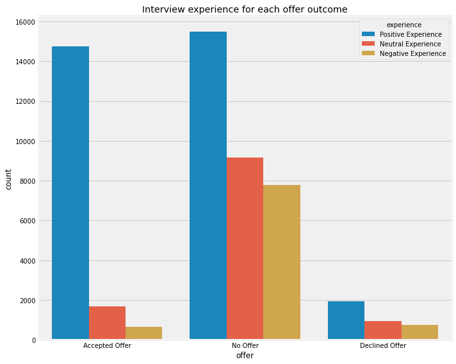 Interview experience for each offer outcome
experience
Positive Experience
Neutral Experience
Negative Experience
count
16000
14000
12000
10000
8000
6000
4000
2000
0
Accepted Offer
No Offer
Declined Offer
offer